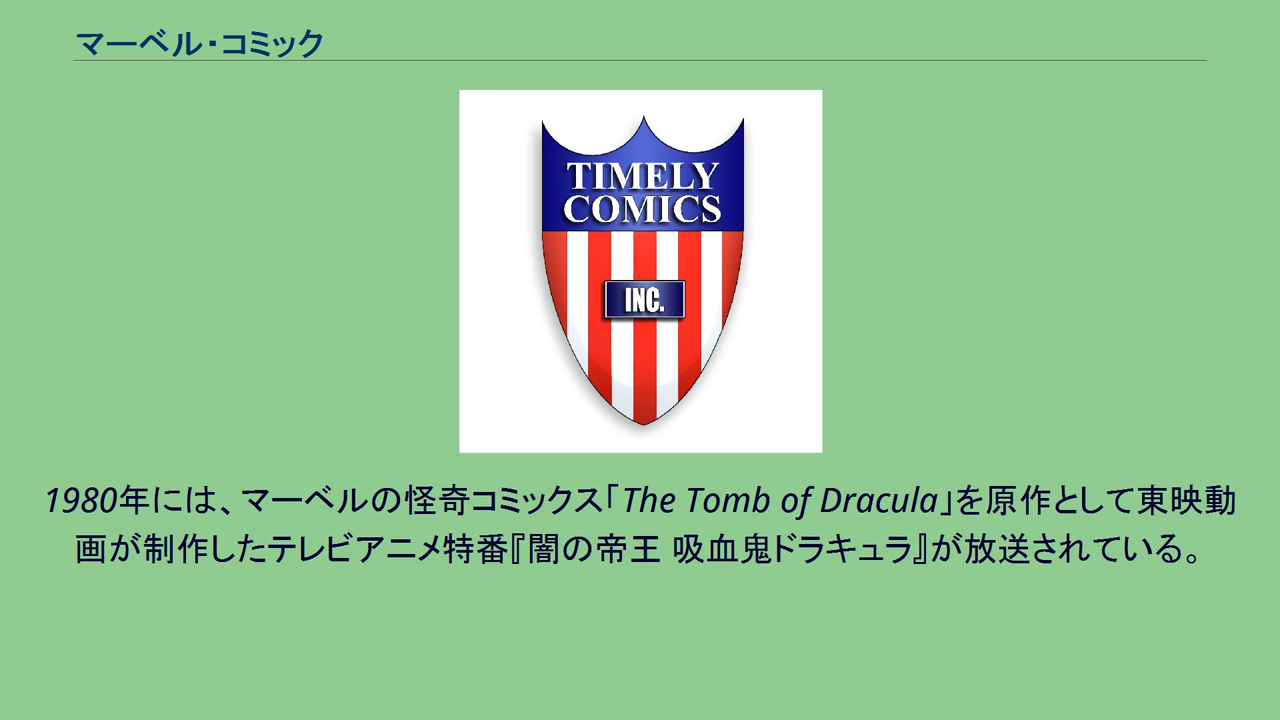 マーベル・コミック
TIMELY
COMICS
INC.
1980年には、マーベルの怪奇コミックス「The Tomb of Dracula」を原作として東映動
画が制作したテレビアニメ特番『闇の帝王 吸血鬼ドラキュラ』が放送されている。